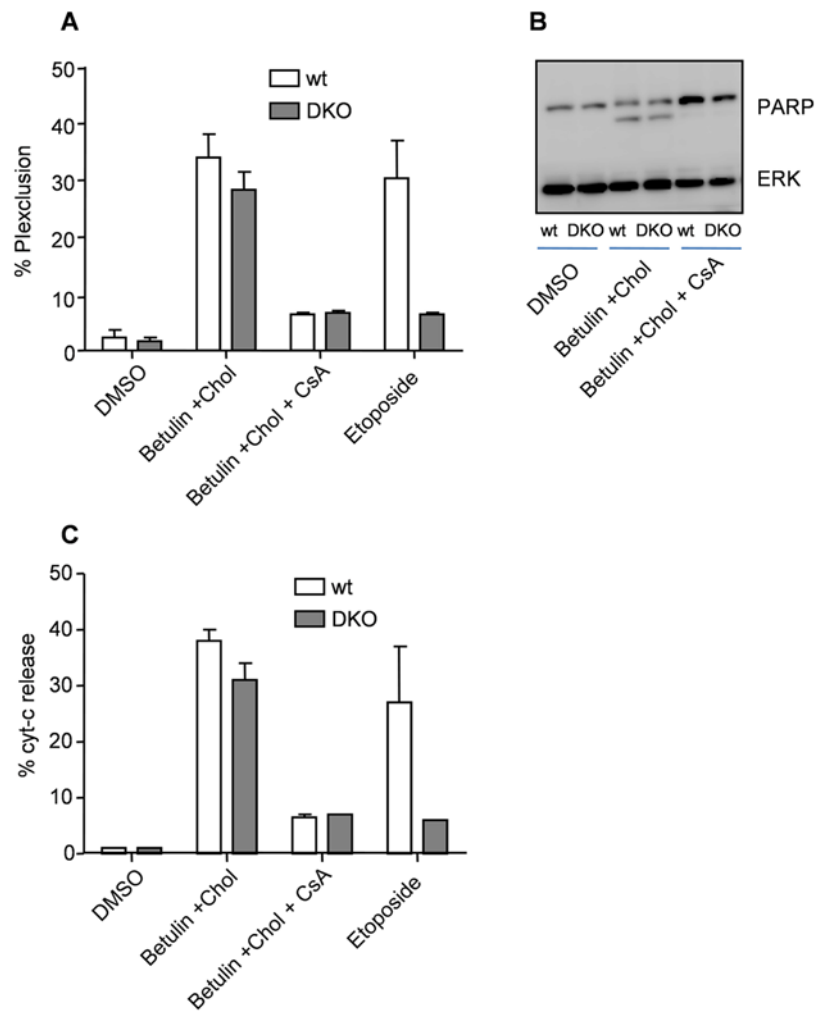 A
50
40
30
20
10
0
% PIexclusion
wt
DKO
DMSO
Betulin +Chol
Betulin +Chol + CsA
Etoposide
B
PARP
ERK
wt DKO wt DKO wt DKO
DMSO
Betulin +Chol
Betulin +Chol + CsA
C
50
40
30
20
10
0
% cyt-c release
wt
DKO
DMSO
Betulin +Chol
Betulin +Chol + CsA
Etoposide